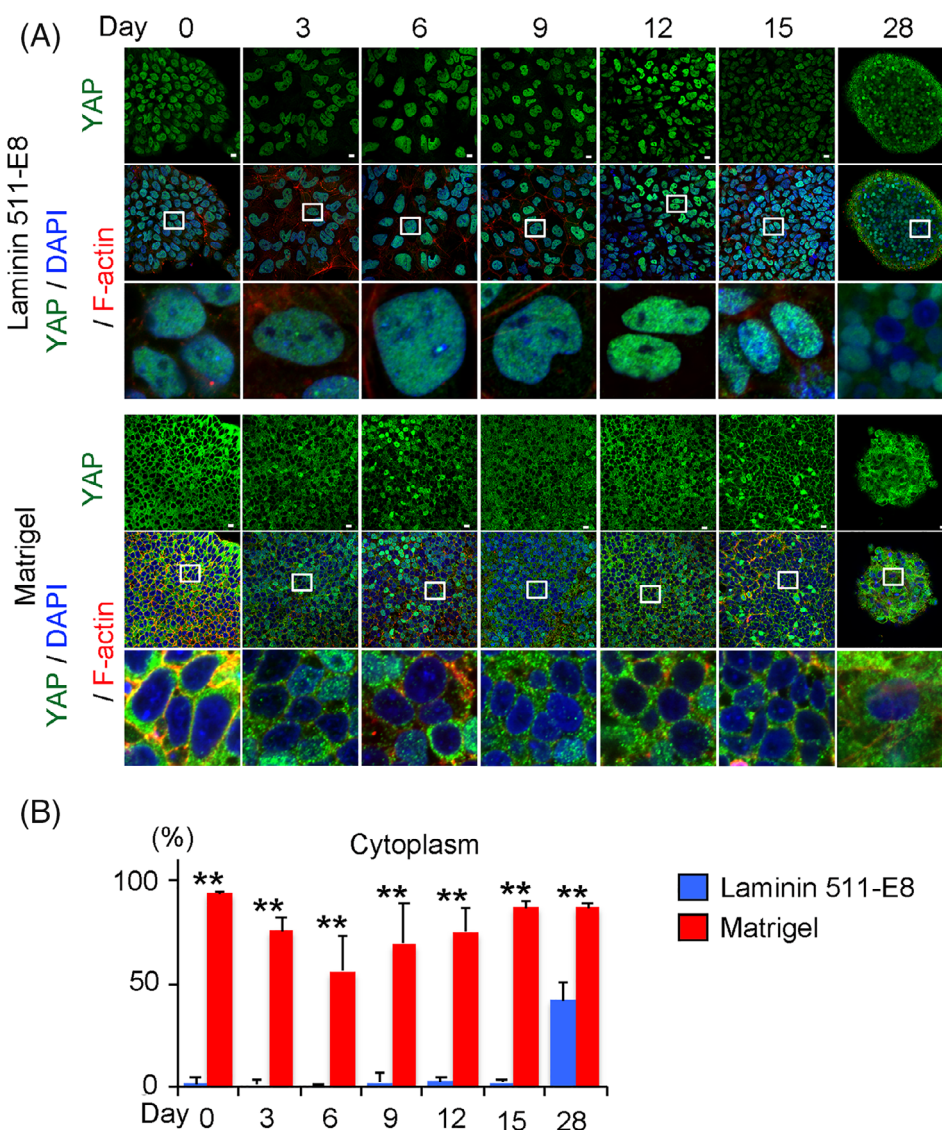 (A)
Day 0 3 6 9 12 15 28
Laminin 511-E8
YAP
YAP / DAPI
/ F-actin
Matrigel
YAP
YAP / DAPI
/ F-actin
(B)
(%)
Cytoplasm
100
50
0
** ** ** ** ** ** **
Day 0 3 6 9 12 15 28
Laminin 511-E8
Matrigel